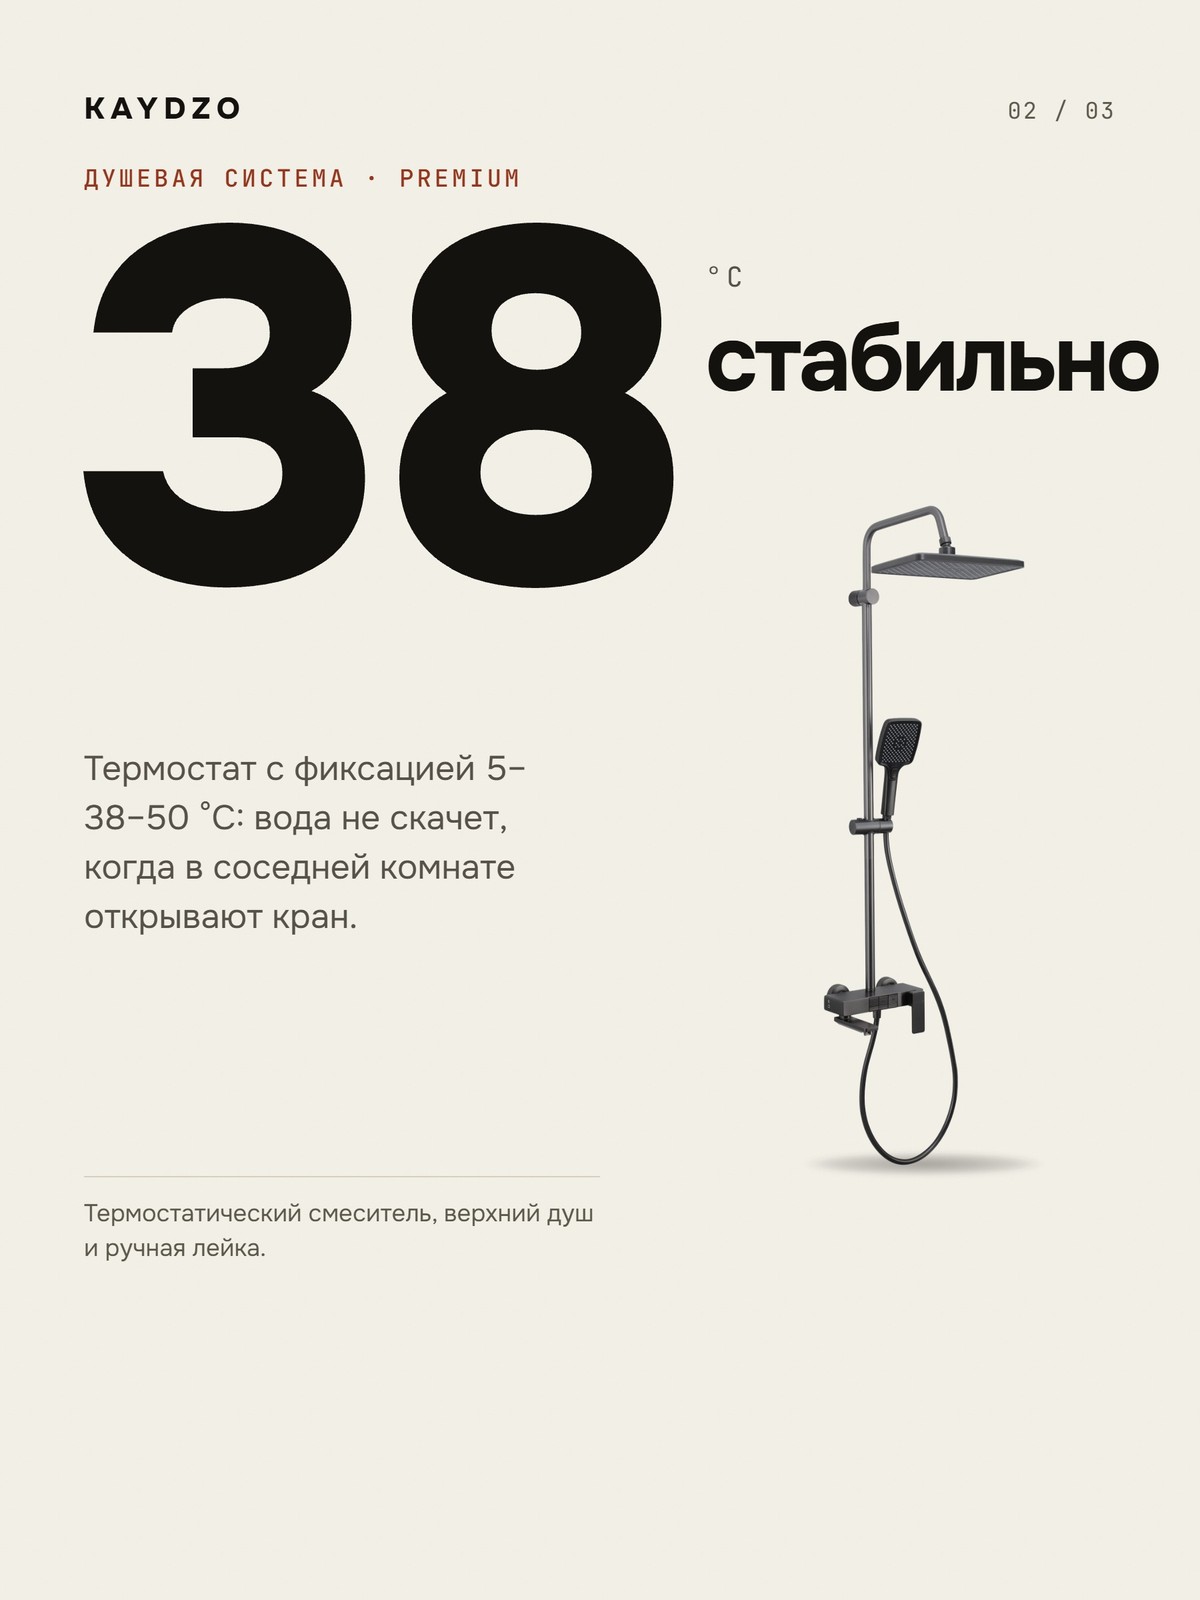 KAYDZO
02 / 03
ДУШЕВАЯ СИСТЕМА · PREMIUM
38
°C
стабильно
Термостат с фиксацией 5–
38–50 °C: вода не скачет,
когда в соседней комнате
открывают кран.
Термостатический смеситель, верхний душ
и ручная лейка.